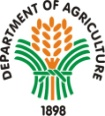 DEPARTMENT OF AGRICULTURE
1898